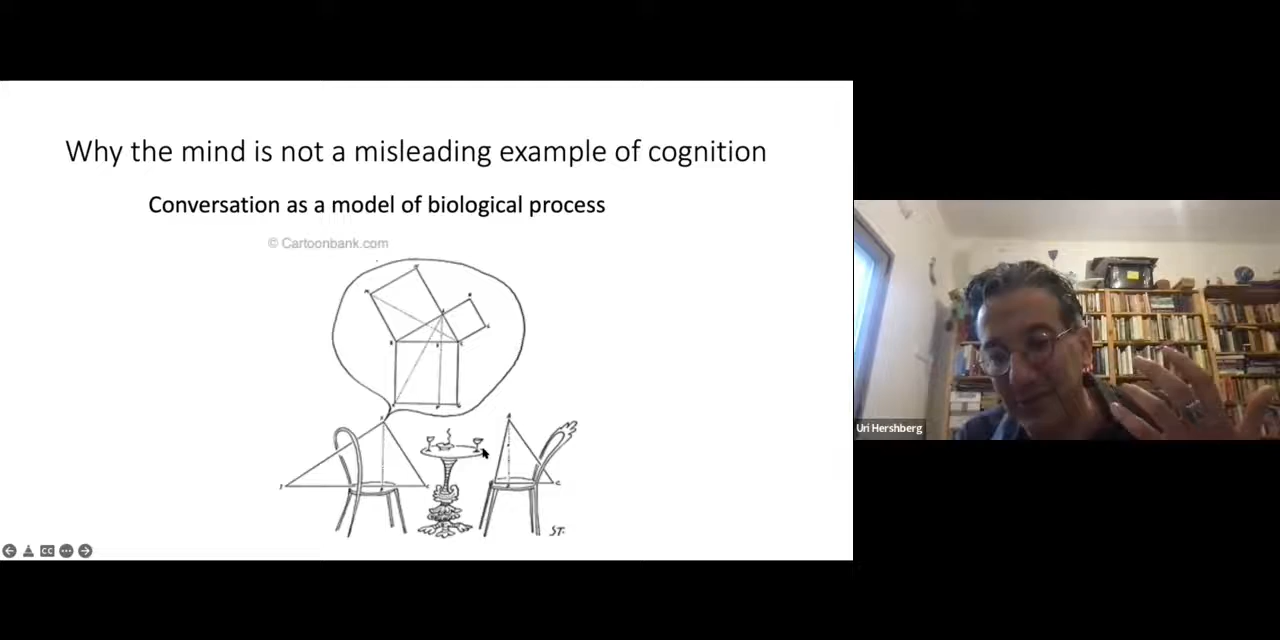 Why the mind is not a misleading example of cognition
Conversation as a model of biological process
© Cartoonbank.com
ST.
CC
Uri Hershberg